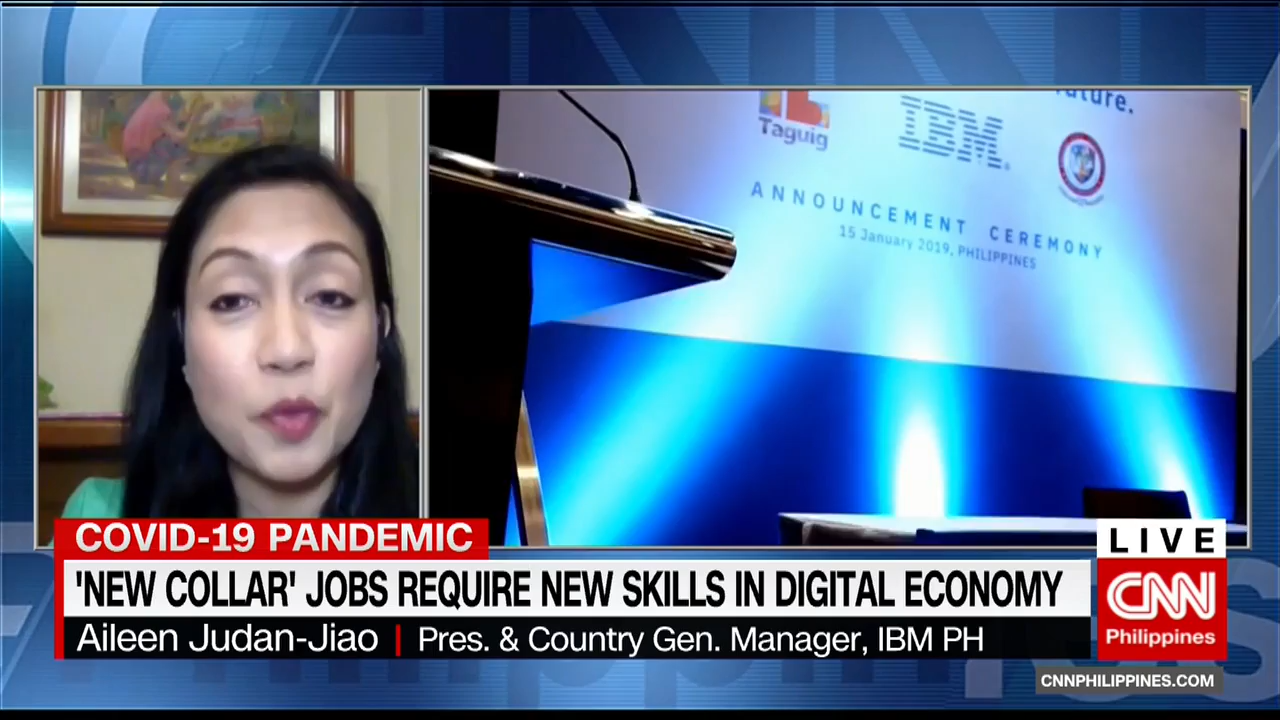 uture.
Taguig
IBM
ANNOUNCEMENT CEREMONY
15 January 2019, PHILIPPINES
COVID-19 PANDEMIC
'NEW COLLAR' JOBS REQUIRE NEW SKILLS IN DIGITAL ECONOMY
Aileen Judan-Jiao | Pres. & Country Gen. Manager, IBM PH
LIVE
CNN
Philippines
CNNPHILIPPINES.COM